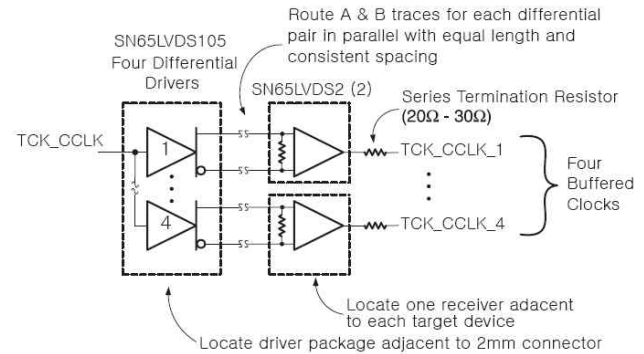 Route A & B traces for each differential
pair in parallel with equal length and
consistent spacing
SN65LVDS105
Four Differential
Drivers
SN65LVDS2 (2)
Series Termination Resistor
(20Ω - 30Ω)
TCK_CCLK
1
TCK_CCLK_1
Four
Buffered
Clocks
4
TCK_CCLK_4
Locate one receiver adacent
to each target device
Locate driver package adjacent to 2mm connector